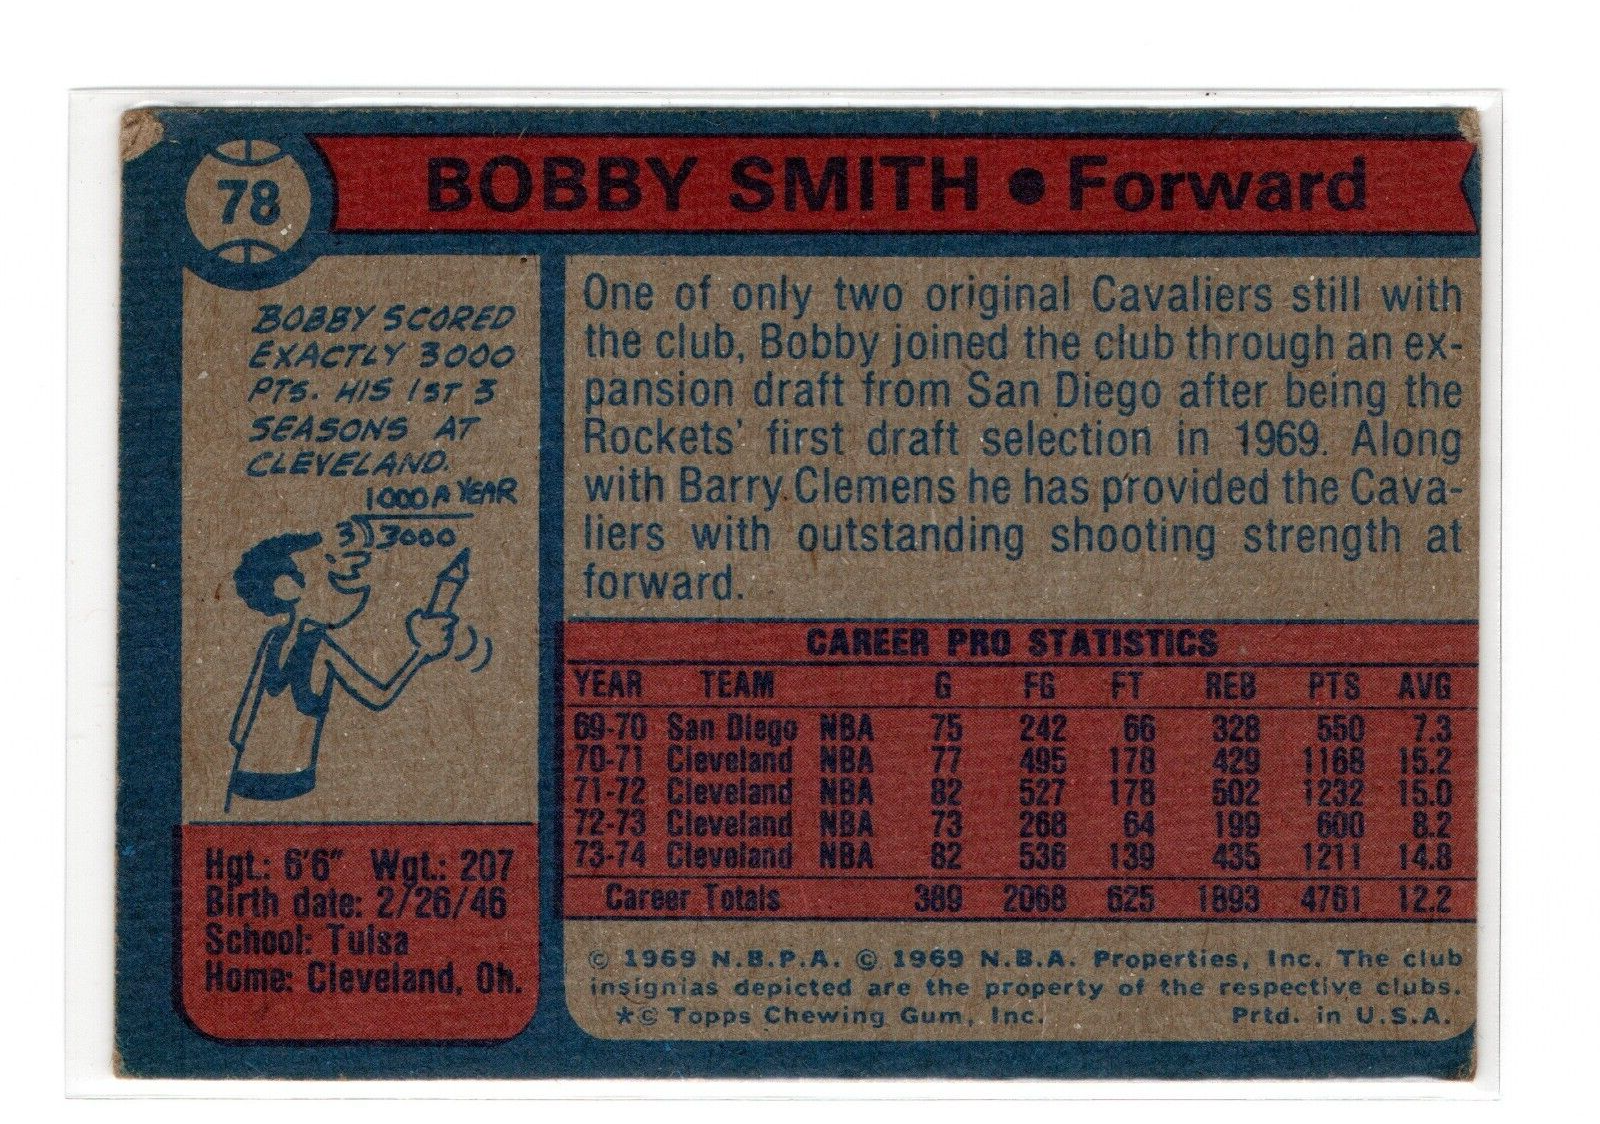 78
BOBBY SMITH ● Forward
BOBBY SCORED
EXACTLY 3000
PTS. HIS 1ST 3
SEASONS AT
CLEVELAND.
1000 A YEAR
3)3000
Hgt.: 6'6" Wgt.: 207
Birth date: 2/26/46
School: Tulsa
Home: Cleveland, Oh.
One of only two original Cavaliers still with
the club, Bobby joined the club through an ex-
pansion draft from San Diego after being the
Rockets' first draft selection in 1969. Along
with Barry Clemens he has provided the Cava-
liers with outstanding shooting strength at
forward.
CAREER PRO STATISTICS
YEAR TEAM G FG FT REB PTS AVG
69-70 San Diego NBA 75 242 66 328 550 7.3
70-71 Cleveland NBA 77 495 178 429 1168 15.2
71-72 Cleveland NBA 82 527 178 502 1232 15.0
72-73 Cleveland NBA 73 268 64 199 600 8.2
73-74 Cleveland NBA 82 536 139 435 1211 14.8
Career Totals 389 2068 625 1893 4761 12.2
© 1969 N.B.P.A. © 1969 N.B.A. Properties, Inc. The club
insignias depicted are the property of the respective clubs.
*© Topps Chewing Gum, Inc. Prtd. in U.S.A.